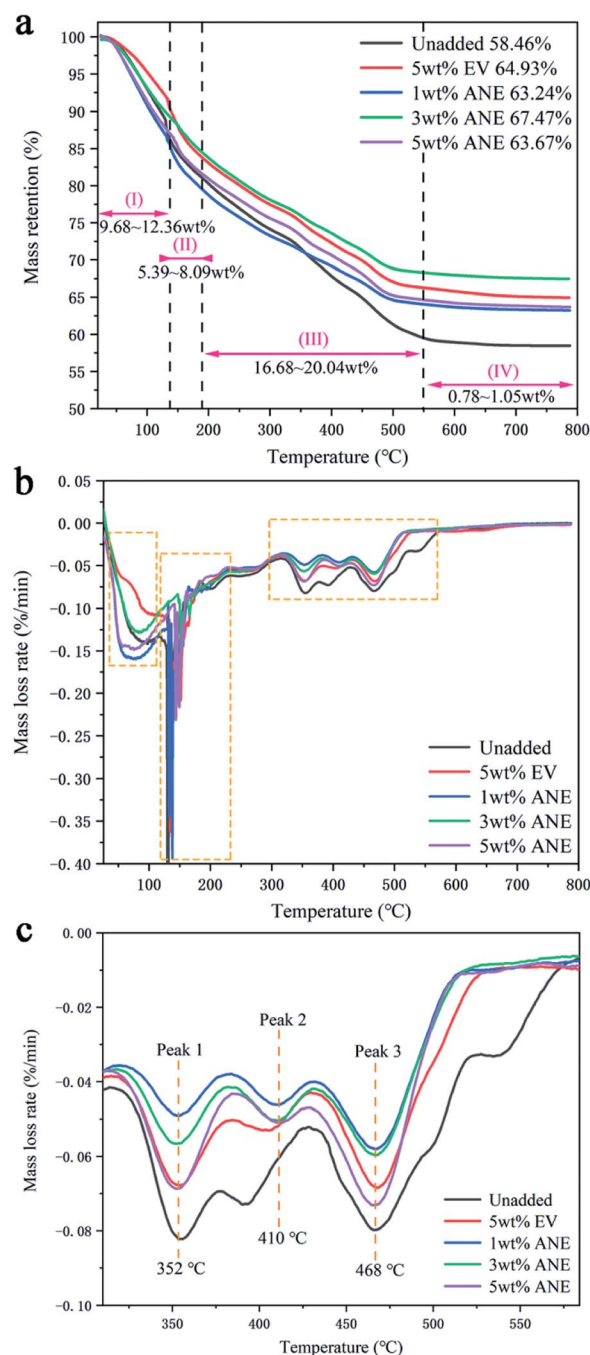 a
100
95
90
85
80
75
70
65
60
55
50
Mass retention (%)
Unadded 58.46%
5wt% EV 64.93%
1wt% ANE 63.24%
3wt% ANE 67.47%
5wt% ANE 63.67%
(I)
9.68~12.36wt%
(II)
5.39~8.09wt%
(III)
16.68~20.04wt%
(IV)
0.78~1.05wt%
100 200 300 400 500 600 700 800
Temperature (℃)
b
0.05
0.00
−0.05
−0.10
−0.15
−0.20
−0.25
−0.30
−0.35
−0.40
Mass loss rate (%/min)
Unadded
5wt% EV
1wt% ANE
3wt% ANE
5wt% ANE
100 200 300 400 500 600 700 800
Temperature (℃)
c
0.00
−0.02
−0.04
−0.06
−0.08
−0.10
Mass loss rate (%/min)
Peak 1
Peak 2
Peak 3
352 ℃
410 ℃
468 ℃
Unadded
5wt% EV
1wt% ANE
3wt% ANE
5wt% ANE
350 400 450 500 550
Temperature (℃)